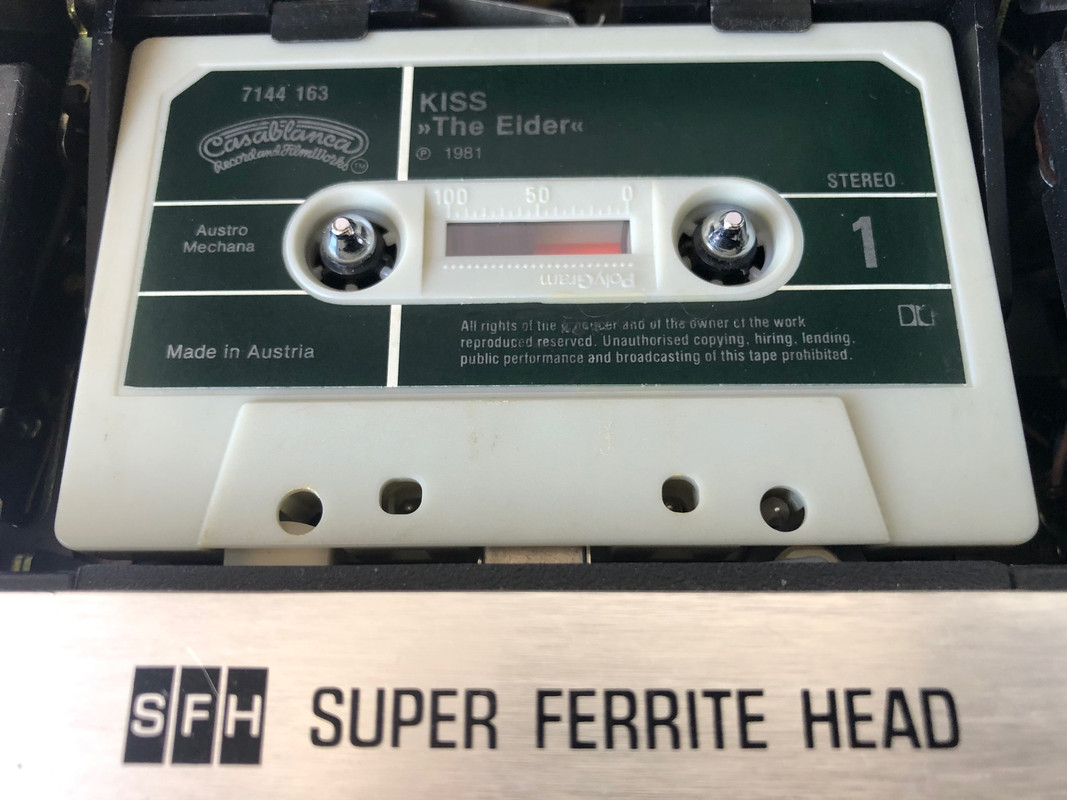 7144 163
Casablanca
Record and FilmWorks TM
KISS
»The Elder«
℗ 1981
STEREO
Austro
Mechana
100 50 0
PolyGram
1
Made in Austria
All rights of the producer and of the owner of the work
reproduced reserved. Unauthorised copying, hiring, lending,
public performance and broadcasting of this tape prohibited.
SFH SUPER FERRITE HEAD